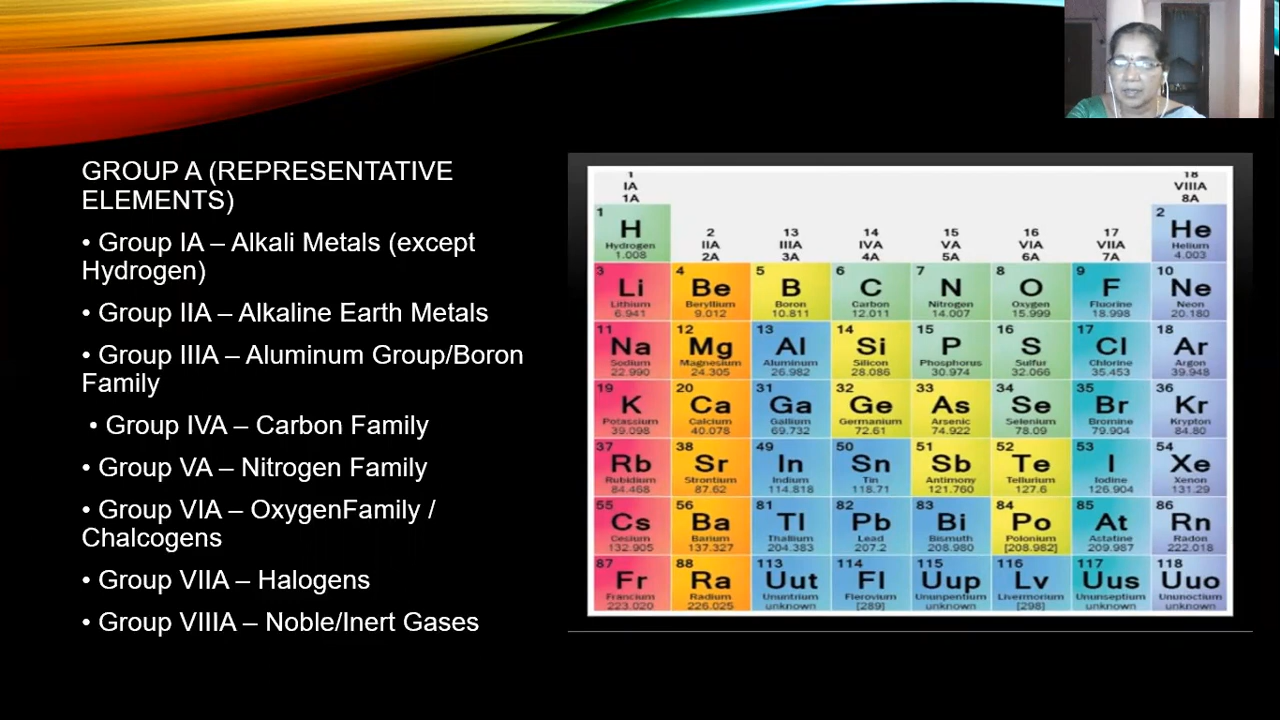 GROUP A (REPRESENTATIVE
ELEMENTS)
• Group IA – Alkali Metals (except
Hydrogen)
• Group IIA – Alkaline Earth Metals
• Group IIIA – Aluminum Group/Boron
Family
• Group IVA – Carbon Family
• Group VA – Nitrogen Family
• Group VIA – OxygenFamily /
Chalcogens
• Group VIIA – Halogens
• Group VIIIA – Noble/Inert Gases
1 18
IA VIIIA
1A 8A
1 2
H He
Hydrogen Helium
1.008 4.003
2 13 14 15 16 17
IIA IIIA IVA VA VIA VIIA
2A 3A 4A 5A 6A 7A
3 4 5 6 7 8 9 10
Li Be B C N O F Ne
Lithium Beryllium Boron Carbon Nitrogen Oxygen Fluorine Neon
6.941 9.012 10.811 12.011 14.007 15.999 18.998 20.180
11 12 13 14 15 16 17 18
Na Mg Al Si P S Cl Ar
Sodium Magnesium Aluminum Silicon Phosphorus Sulfur Chlorine Argon
22.990 24.305 26.982 28.086 30.974 32.066 35.453 39.948
19 20 31 32 33 34 35 36
K Ca Ga Ge As Se Br Kr
Potassium Calcium Gallium Germanium Arsenic Selenium Bromine Krypton
39.098 40.078 69.732 72.61 74.922 78.09 79.904 84.80
37 38 49 50 51 52 53 54
Rb Sr In Sn Sb Te I Xe
Rubidium Strontium Indium Tin Antimony Tellurium Iodine Xenon
84.468 87.62 114.818 118.71 121.760 127.6 126.904 131.29
55 56 81 82 83 84 85 86
Cs Ba Tl Pb Bi Po At Rn
Cesium Barium Thallium Lead Bismuth Polonium Astatine Radon
132.905 137.327 204.383 207.2 208.980 [208.982] 209.987 222.018
87 88 113 114 115 116 117 118
Fr Ra Uut Fl Uup Lv Uus Uuo
Francium Radium Ununtrium Flerovium Ununpentium Livermorium Ununseptium Ununoctium
223.020 226.025 unknown [289] unknown [298] unknown unknown